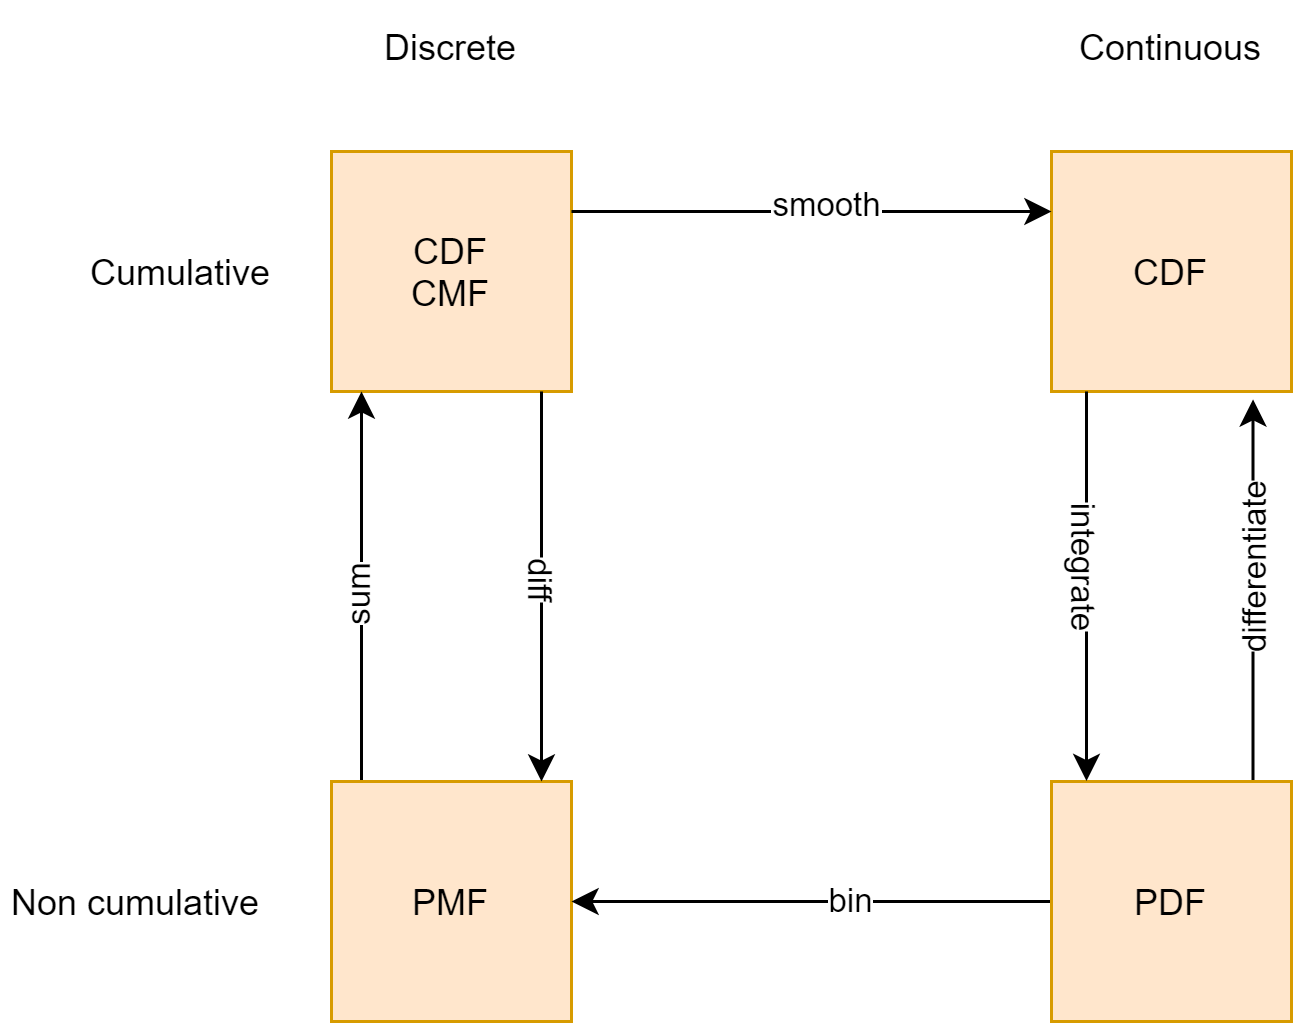 Discrete
Continuous
Cumulative
CDF
CMF
smooth
CDF
sum
diff
integrate
differentiate
Non cumulative
PMF
bin
PDF